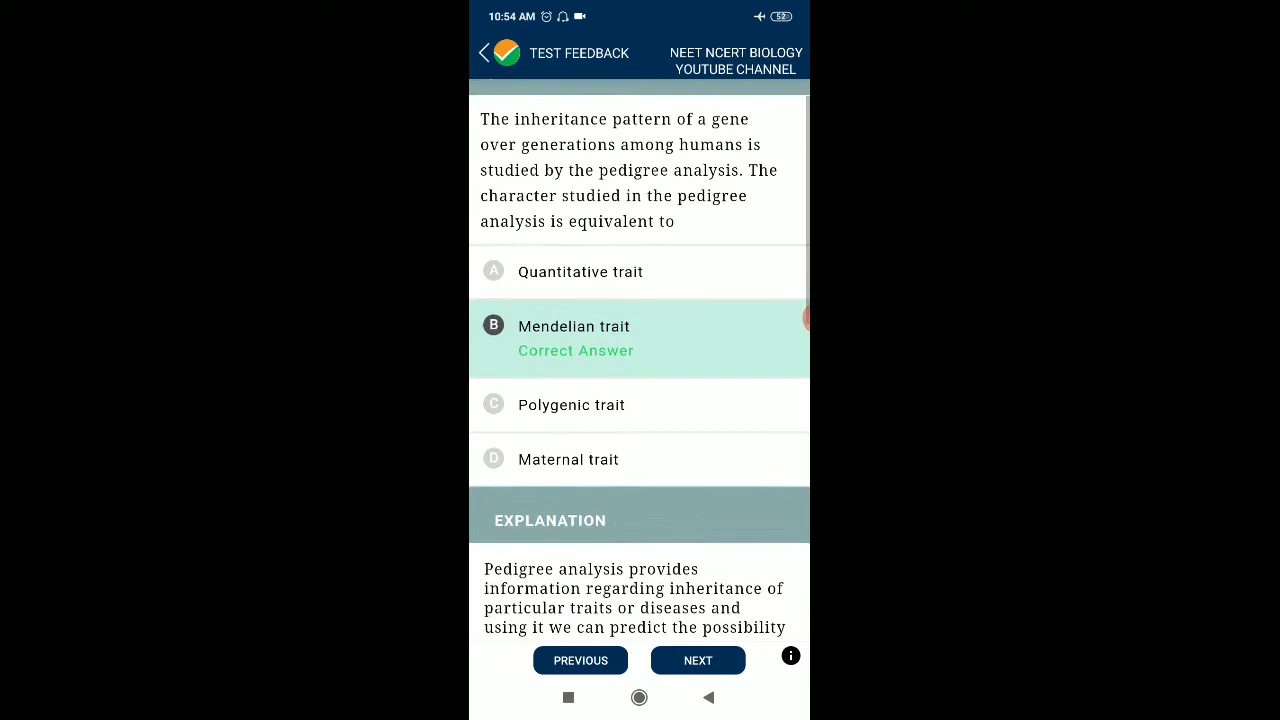 10:54 AM
52
TEST FEEDBACK
NEET NCERT BIOLOGY
YOUTUBE CHANNEL
The inheritance pattern of a gene
over generations among humans is
studied by the pedigree analysis. The
character studied in the pedigree
analysis is equivalent to
A Quantitative trait
B Mendelian trait
Correct Answer
C Polygenic trait
D Maternal trait
EXPLANATION
Pedigree analysis provides
information regarding inheritance of
particular traits or diseases and
using it we can predict the possibility
PREVIOUS
NEXT